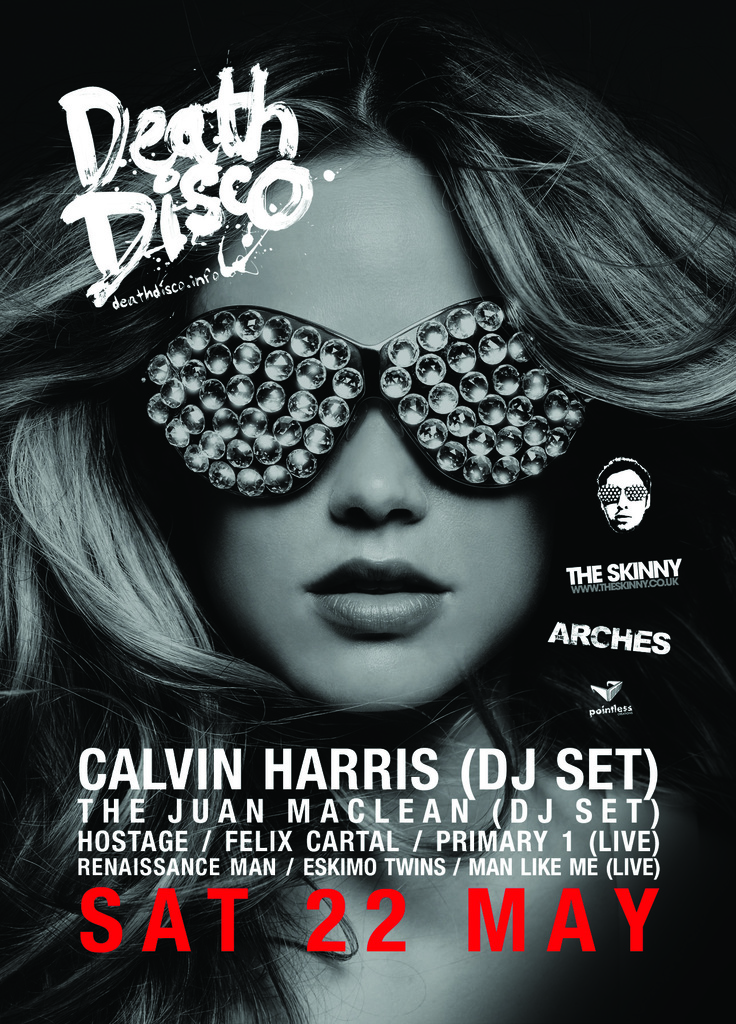 Death
Disco
deathdisco.info
THE SKINNY
WWW.THESKINNY.CO.UK
ARCHES
pointless
CALVIN HARRIS (DJ SET)
THE JUAN MACLEAN (DJ SET)
HOSTAGE / FELIX CARTAL / PRIMARY 1 (LIVE)
RENAISSANCE MAN / ESKIMO TWINS / MAN LIKE ME (LIVE)
SAT 22 MAY